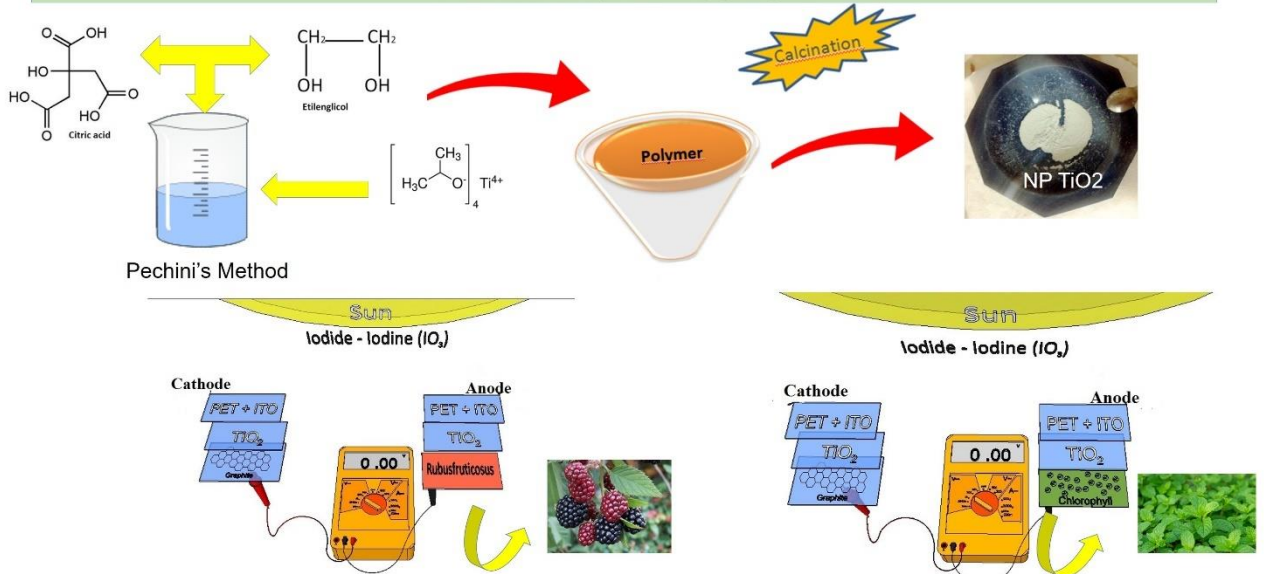 OH
O
HO
HO
O
HO
O
Citric acid
CH₂ CH₂
OH OH
Etilenglicol
CH₃
H₃C O⁻ Ti⁴⁺
4
Calcination
Polymer
NP TiO2
Pechini's Method
Sun
Iodide - Iodine (IO₃)
Cathode
PET + ITO
TiO₂
Graphite
0.00
v
Anode
PET + ITO
TiO₂
Rubusfruticosus
Sun
Iodide - Iodine (IO₃)
Cathode
PET + ITO
TiO₂
Graphite
0.00
v
Anode
PET + ITO
TiO₂
Chlorophyll